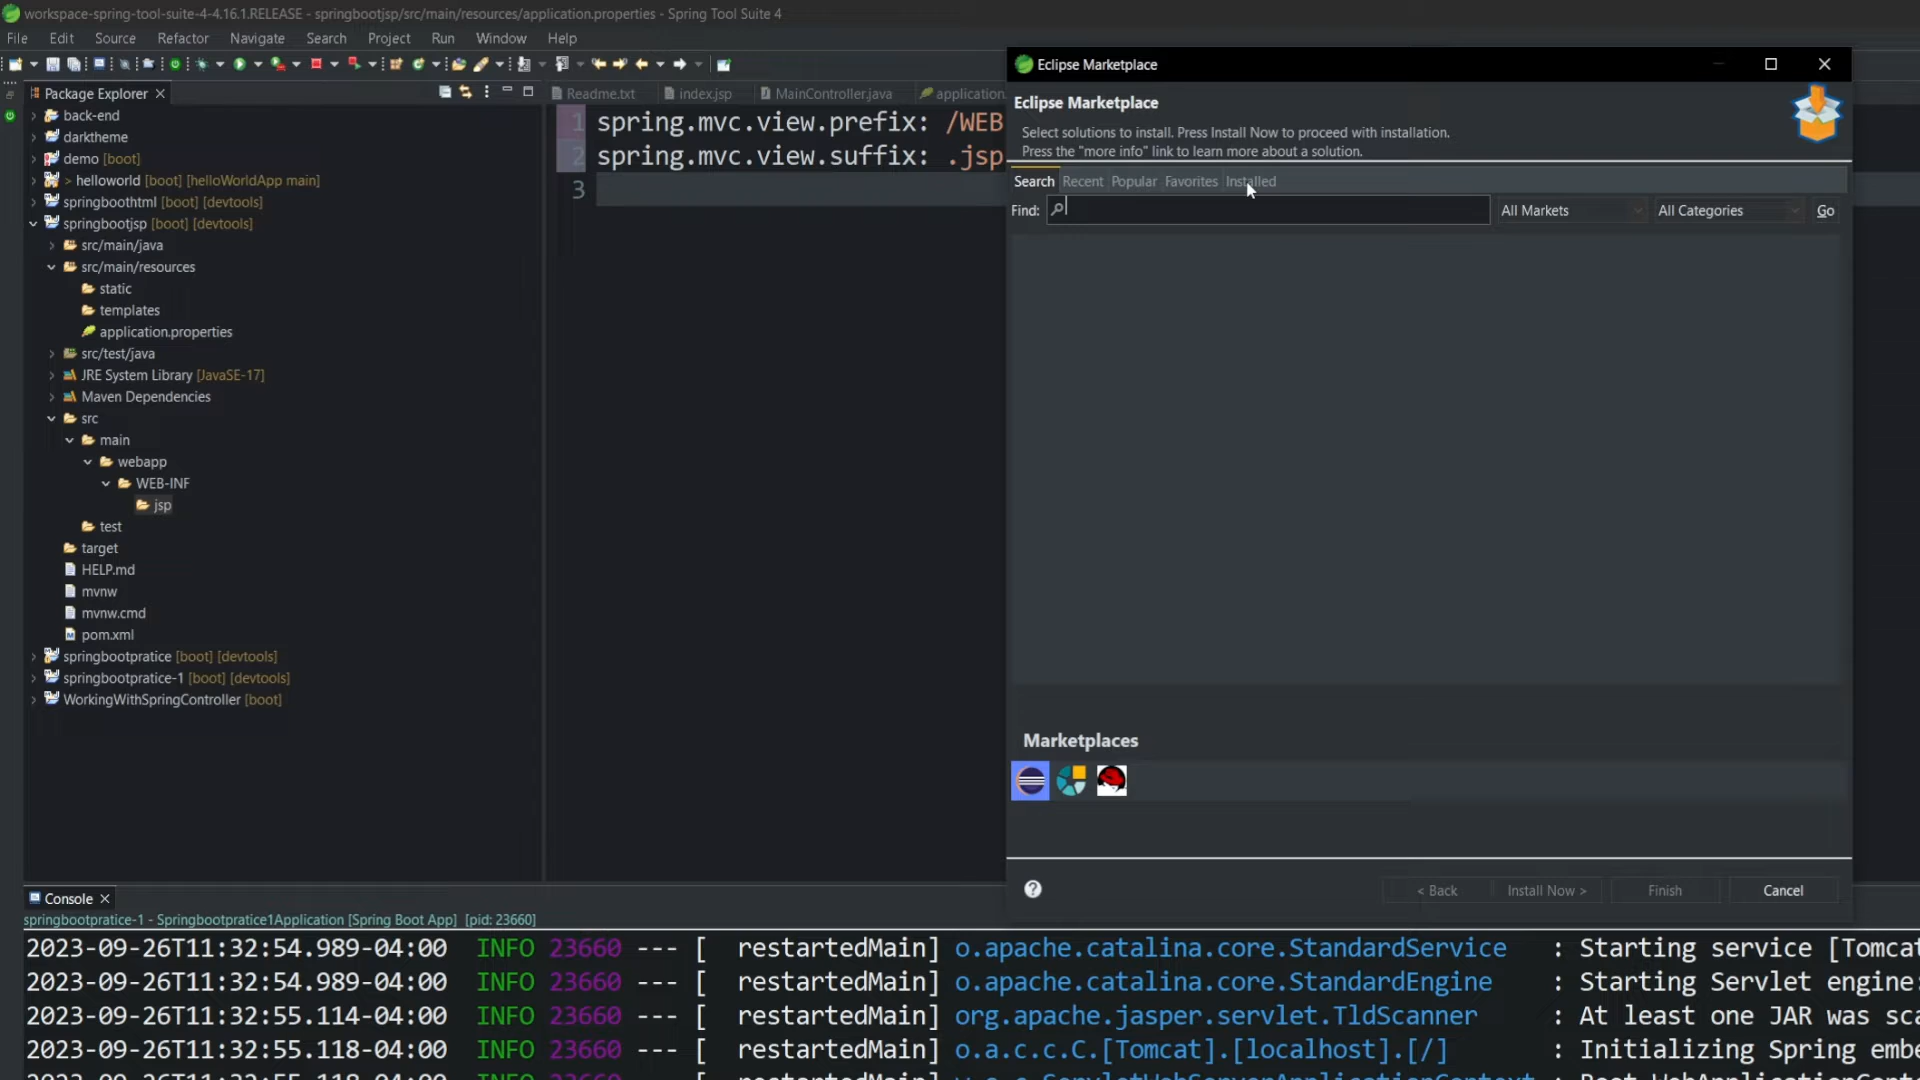 workspace-spring-tool-suite-4-4.16.1.RELEASE - springbootjsp/src/main/resources/application.properties - Spring Tool Suite 4
File Edit Source Refactor Navigate Search Project Run Window Help
Package Explorer
back-end
darktheme
demo [boot]
> helloworld [boot] [helloWorldApp main]
springboothtml [boot] [devtools]
springbootjsp [boot] [devtools]
src/main/java
src/main/resources
static
templates
application.properties
src/test/java
JRE System Library [JavaSE-17]
Maven Dependencies
src
main
webapp
WEB-INF
jsp
test
target
HELP.md
mvnw
mvnw.cmd
pom.xml
springbootpratice [boot] [devtools]
springbootpratice-1 [boot] [devtools]
WorkingWithSpringController [boot]
Readme.txt index.jsp MainController.java application.
1 spring.mvc.view.prefix: /WEB
2 spring.mvc.view.suffix: .jsp
3
Eclipse Marketplace
Eclipse Marketplace
Select solutions to install. Press Install Now to proceed with installation.
Press the "more info" link to learn more about a solution.
Search Recent Popular Favorites Installed
Find: All Markets All Categories Go
Marketplaces
< Back Install Now > Finish Cancel
Console
springbootpratice-1 - Springbootpratice1Application [Spring Boot App] [pid: 23660]
2023-09-26T11:32:54.989-04:00 INFO 23660 --- [ restartedMain] o.apache.catalina.core.StandardService : Starting service [Tomcat
2023-09-26T11:32:54.989-04:00 INFO 23660 --- [ restartedMain] o.apache.catalina.core.StandardEngine : Starting Servlet engine:
2023-09-26T11:32:55.114-04:00 INFO 23660 --- [ restartedMain] org.apache.jasper.servlet.TldScanner : At least one JAR was sca
2023-09-26T11:32:55.118-04:00 INFO 23660 --- [ restartedMain] o.a.c.c.C.[Tomcat].[localhost].[/] : Initializing Spring embe